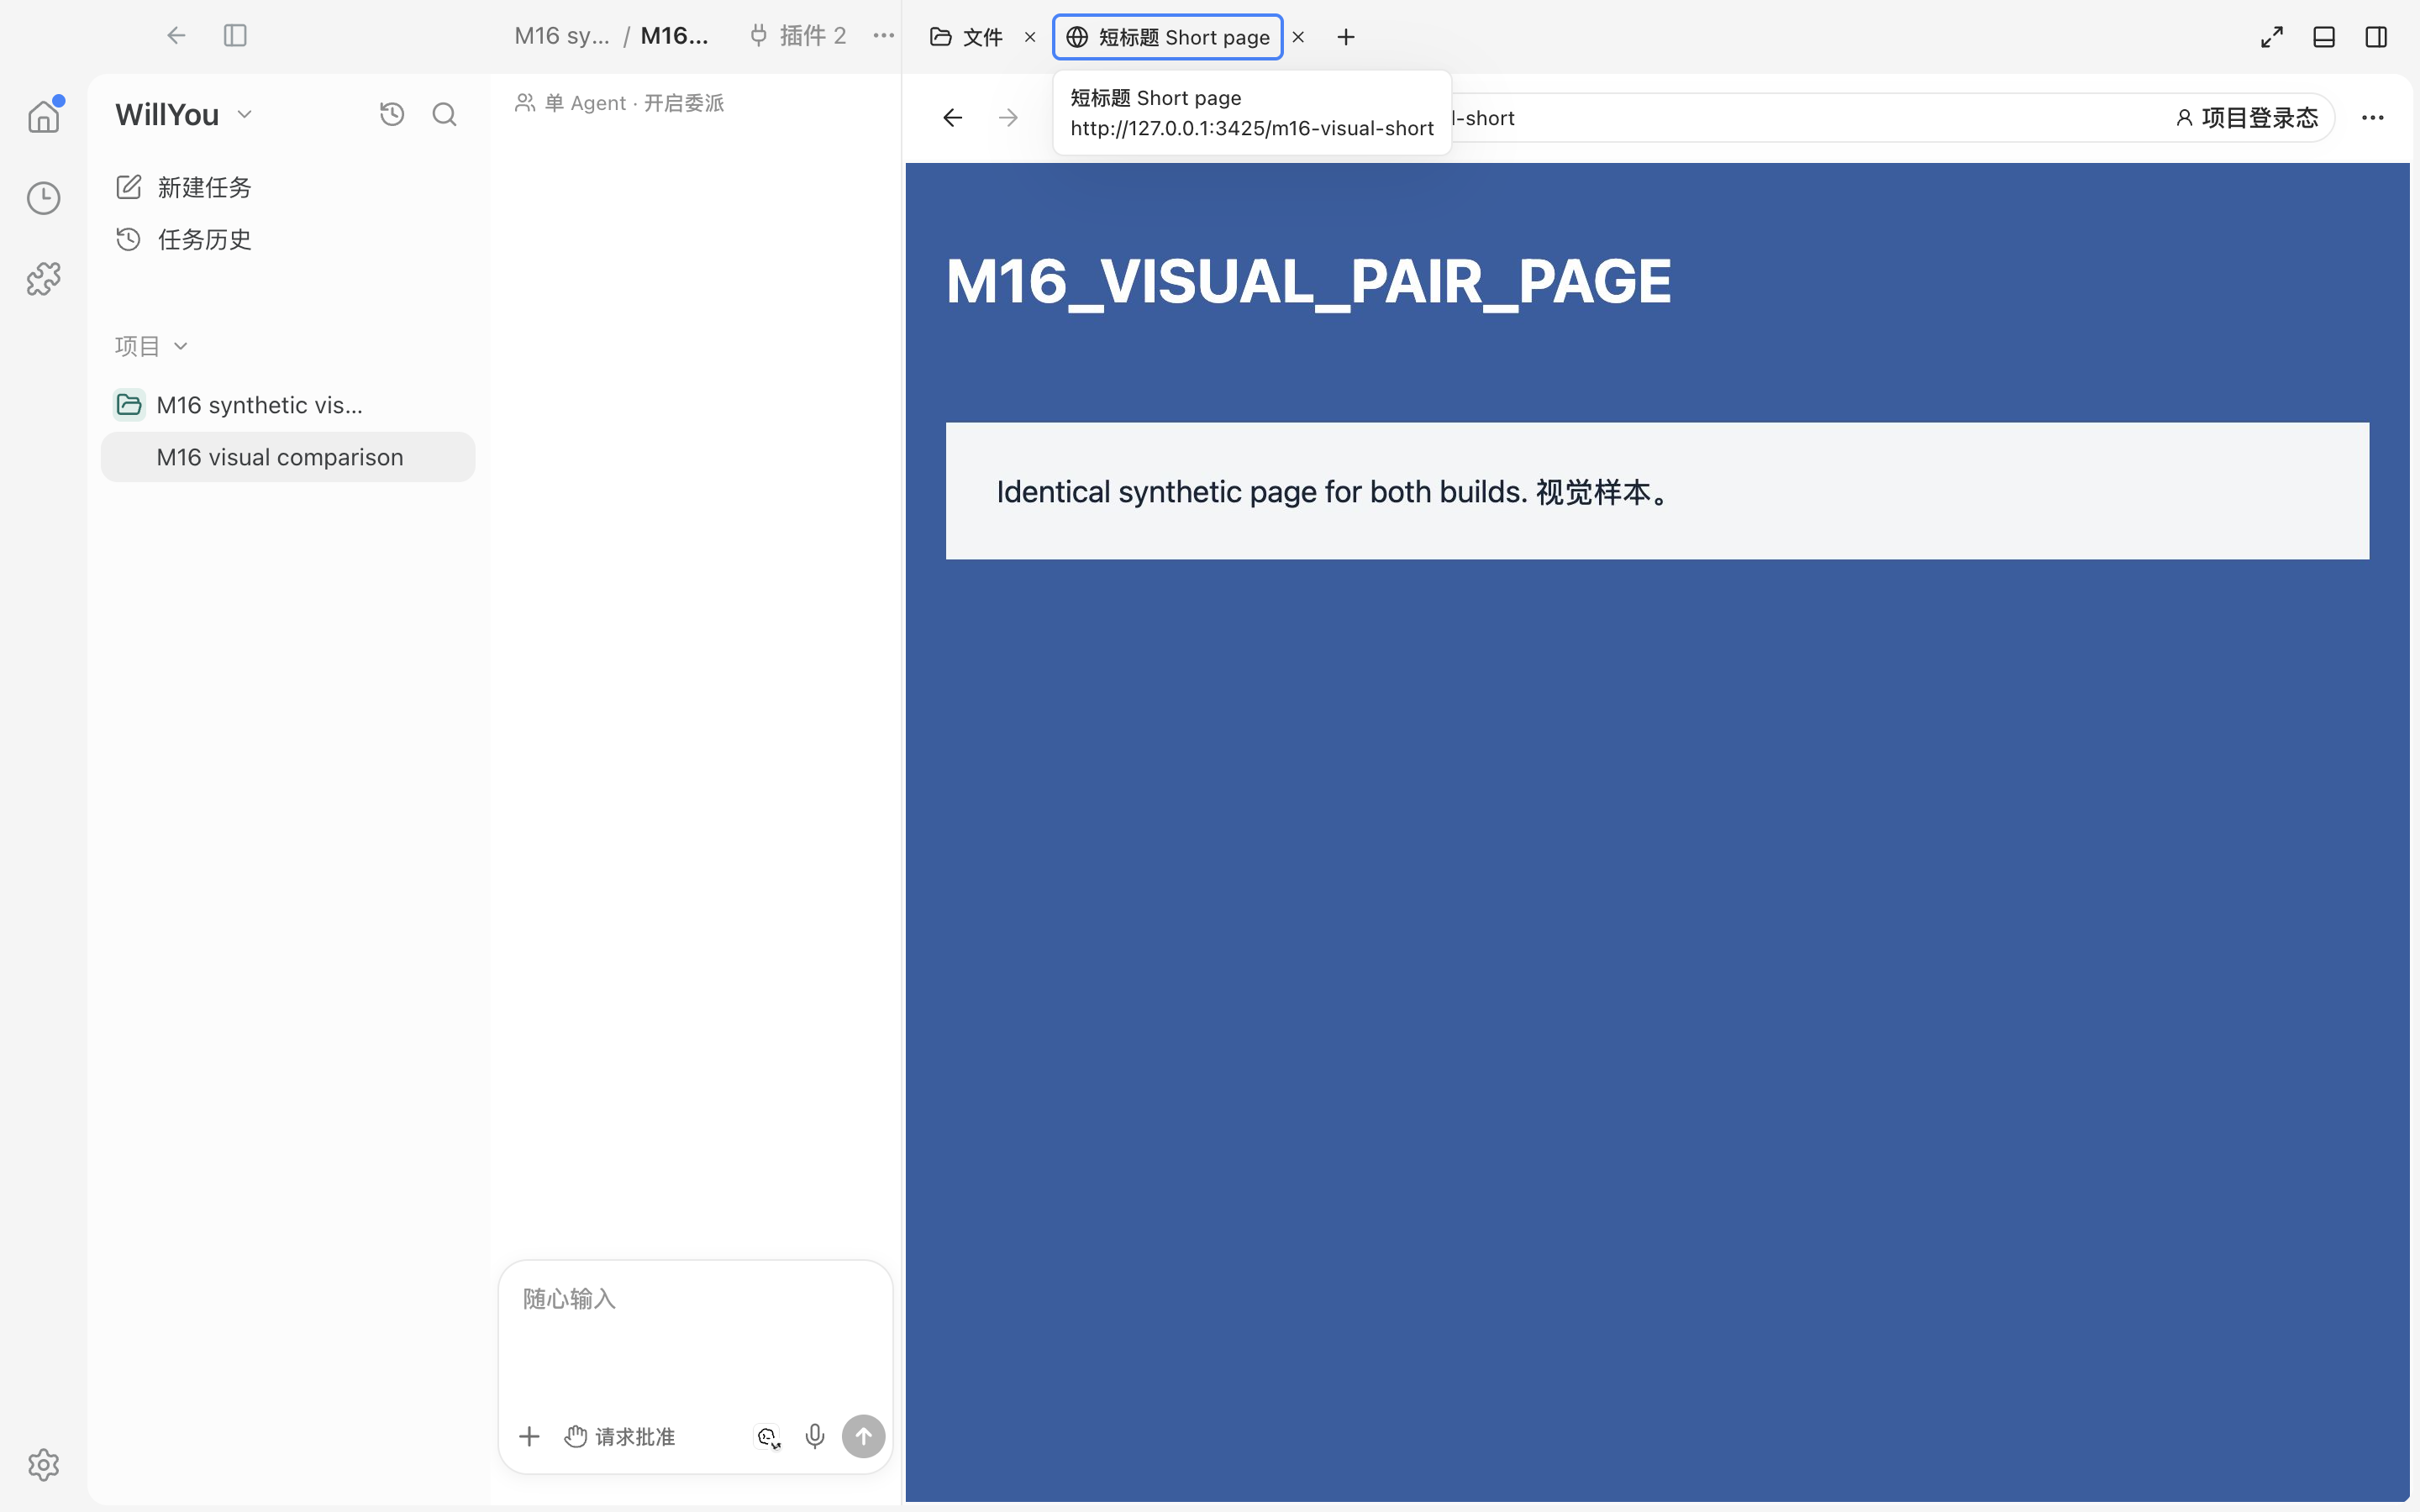 M16 sy... / M16... 插件 2
文件
短标题 Short page
短标题 Short page
http://127.0.0.1:3425/m16-visual-short
l-short
项目登录态
WillYou
单 Agent · 开启委派
新建任务
任务历史
项目
M16 synthetic vis...
M16 visual comparison
M16_VISUAL_PAIR_PAGE
Identical synthetic page for both builds. 视觉样本。
随心输入
请求批准